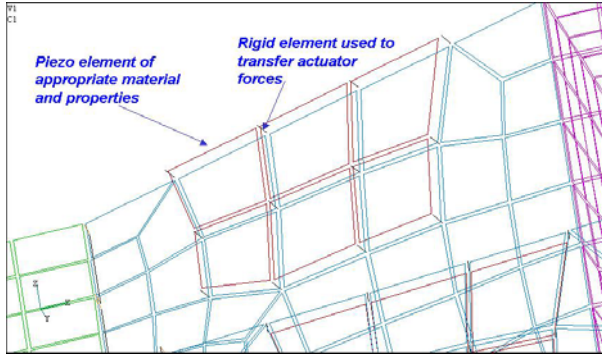 V1
C1
Rigid element used to
transfer actuator
forces
Piezo element of
appropriate material
and properties
X
Y